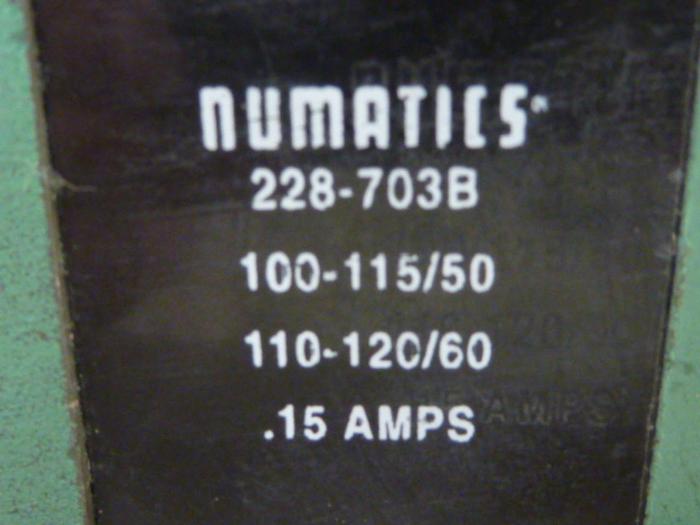 NUMATICS®
228-703B
100-115/50
110-120/60
.15 AMPS